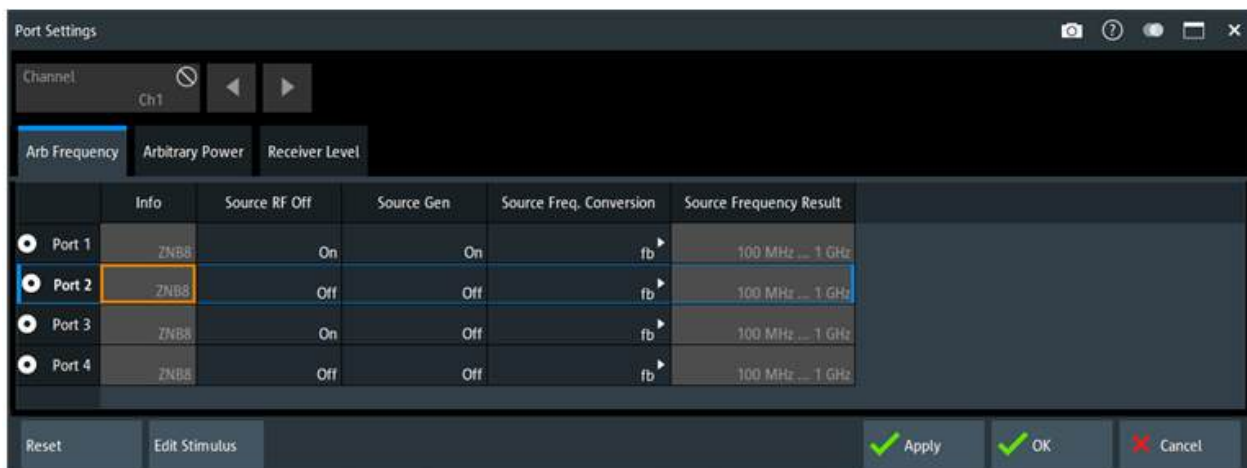 Port Settings
Channel
Ch1
Arb Frequency Arbitrary Power Receiver Level
Info Source RF Off Source Gen Source Freq. Conversion Source Frequency Result
Port 1 ZNB8 On On fb 100 MHz ... 1 GHz
Port 2 ZNB8 Off Off fb 100 MHz ... 1 GHz
Port 3 ZNB8 On Off fb 100 MHz ... 1 GHz
Port 4 ZNB8 Off Off fb 100 MHz ... 1 GHz
Reset Edit Stimulus Apply OK Cancel